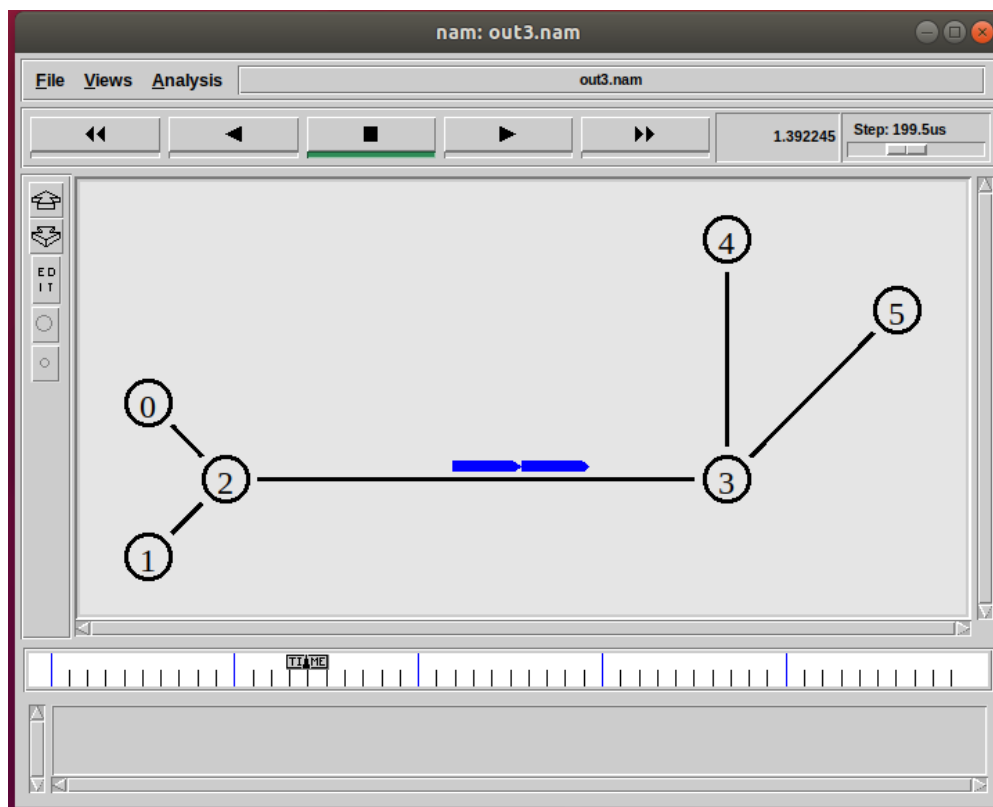 nam: out3.nam
File Views Analysis out3.nam
1.392245 Step: 199.5us
E D
I T
4
5
0
2 3
1
TIME